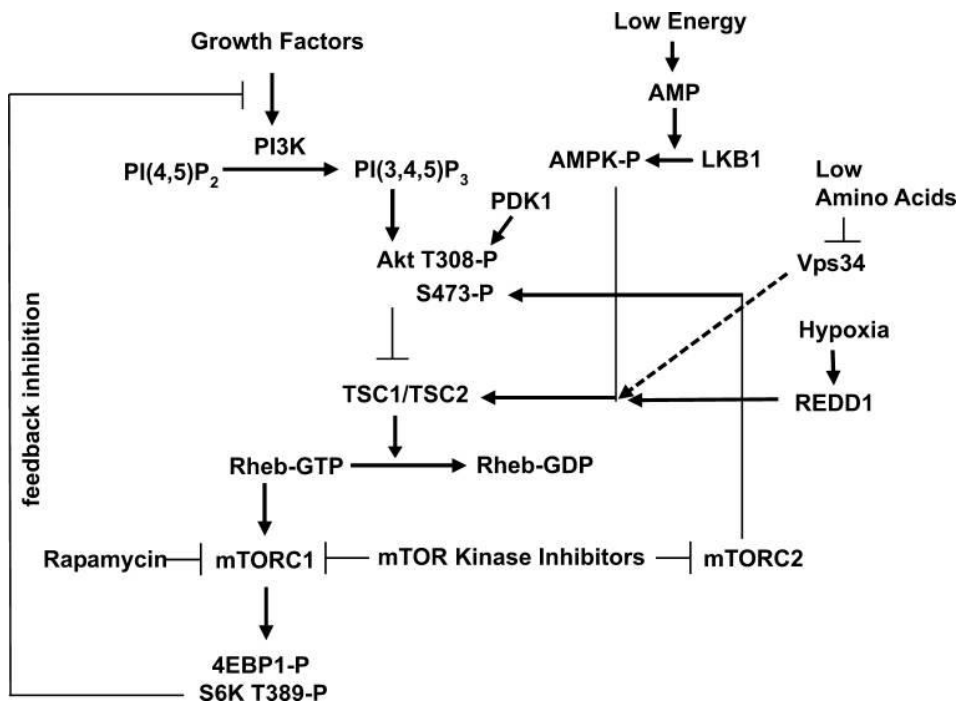 Low Energy
Growth Factors
AMP
PI3K
PI(4,5)P2
PI(3,4,5)P3
AMPK-P
LKB1
Low
Amino Acids
PDK1
Akt T308-P
S473-P
Vps34
Hypoxia
TSC1/TSC2
REDD1
feedback inhibition
Rheb-GTP
Rheb-GDP
Rapamycin
mTORC1
mTOR Kinase Inhibitors
mTORC2
4EBP1-P
S6K T389-P